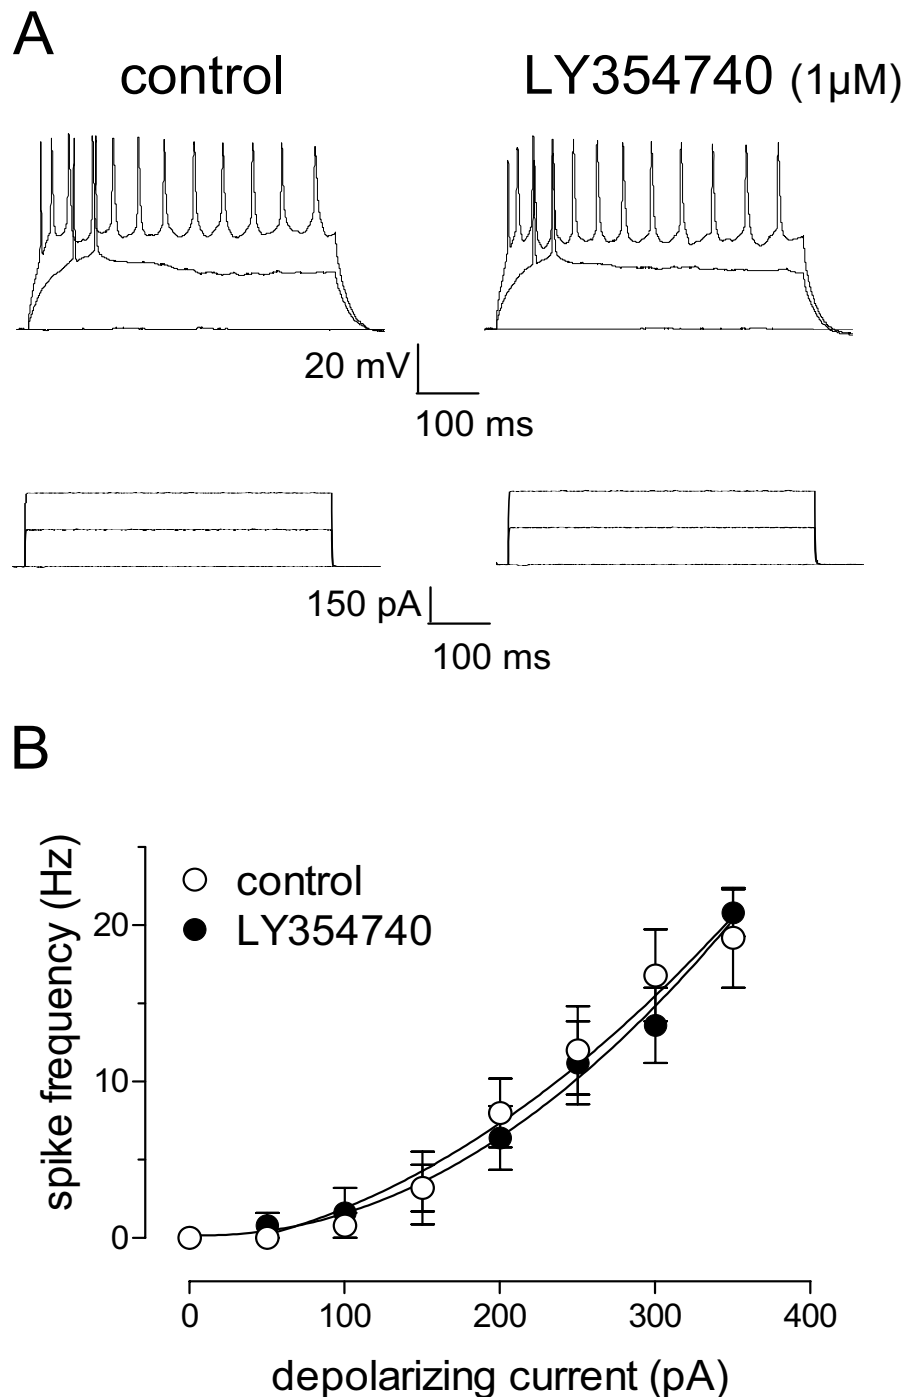 A
control LY354740 (1µM)
20 mV
100 ms
150 pA
100 ms
B
control
LY354740
spike frequency (Hz)
20
10
0
0 100 200 300 400
depolarizing current (pA)